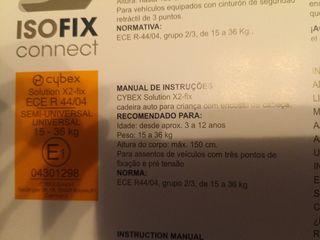 Para vehículos equipados con cinturón de seguridad
retráctil de 3 puntos.
NORMATIVA:
ECE R-44/04, grupo 2/3, de 15 a 36 Kg.
ISOFIX
connect
cybex
Solution X2-fix
ECE R 44/04
SEMI-UNIVERSAL
UNIVERSAL
15 - 36 kg
E1
04301298
MANUAL DE INSTRUÇÕES
CYBEX Solution X2-fix
cadeira auto para criança com encosto de cabeça.
RECOMENDADO PARA:
Idade: desde aprox. 3 a 12 anos
Peso: 15 a 36 kg
Altura do corpo: máx. 150 cm.
Para assentos de veículos com três pontos de
fixação e pré tensão
NORMA:
ECE R44/04, grupo 2/3, de 15 a 36 kg
INSTRUCTION MANUAL